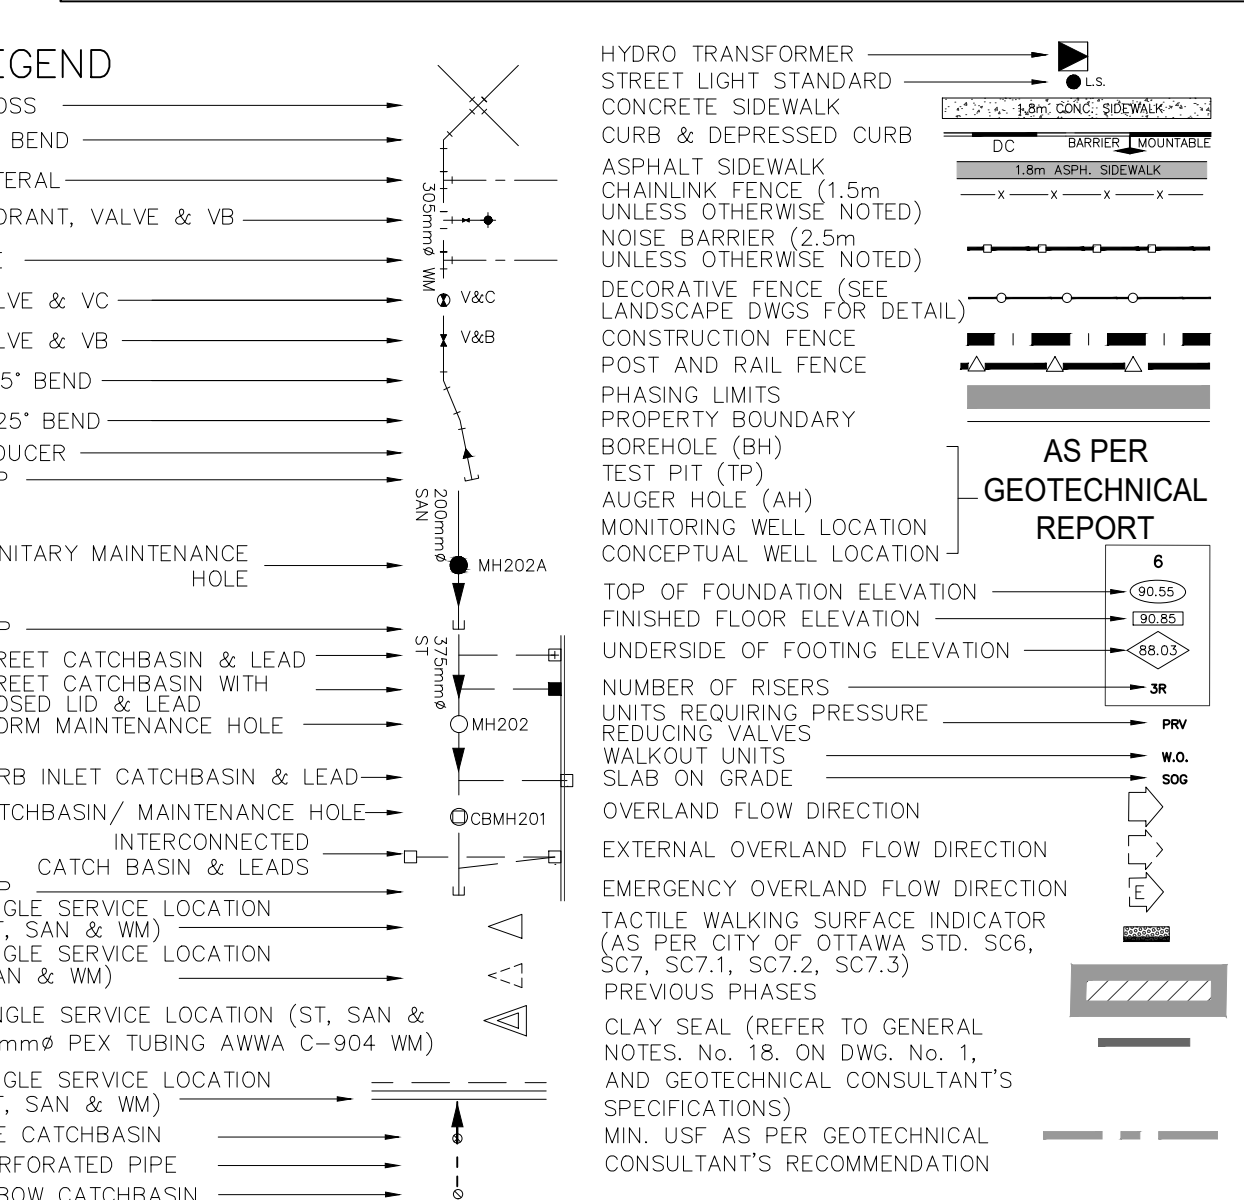 EGEND
OSS
BEND
TERAL
DRANT, VALVE & VB
E
LVE & VC
LVE & VB
5° BEND
25° BEND
DUCER
P
NITARY MAINTENANCE
HOLE
P
REET CATCHBASIN & LEAD
REET CATCHBASIN WITH
OSED LID & LEAD
ORM MAINTENANCE HOLE
RB INLET CATCHBASIN & LEAD
TCHBASIN/ MAINTENANCE HOLE
INTERCONNECTED
CATCH BASIN & LEADS
P
NGLE SERVICE LOCATION
T, SAN & WM)
NGLE SERVICE LOCATION
AN & WM)
NGLE SERVICE LOCATION (ST, SAN &
mmø PEX TUBING AWWA C-904 WM)
NGLE SERVICE LOCATION
T, SAN & WM)
E CATCHBASIN
RFORATED PIPE
BOW CATCHBASIN
305mmø WM
V&C
V&B
200mmø
SAN
MH202A
375mmø
ST
MH202
CBMH201
HYDRO TRANSFORMER
STREET LIGHT STANDARD
L.S.
CONCRETE SIDEWALK
1.8m CONC. SIDEWALK
CURB & DEPRESSED CURB
DC
BARRIER
MOUNTABLE
ASPHALT SIDEWALK
1.8m ASPH. SIDEWALK
CHAINLINK FENCE (1.5m
UNLESS OTHERWISE NOTED)
X X X X
NOISE BARRIER (2.5m
UNLESS OTHERWISE NOTED)
DECORATIVE FENCE (SEE
LANDSCAPE DWGS FOR DETAIL)
CONSTRUCTION FENCE
POST AND RAIL FENCE
PHASING LIMITS
PROPERTY BOUNDARY
BOREHOLE (BH)
TEST PIT (TP)
AUGER HOLE (AH)
MONITORING WELL LOCATION
CONCEPTUAL WELL LOCATION
AS PER
GEOTECHNICAL
REPORT
6
TOP OF FOUNDATION ELEVATION
90.55
FINISHED FLOOR ELEVATION
90.85
UNDERSIDE OF FOOTING ELEVATION
88.03
NUMBER OF RISERS
3R
UNITS REQUIRING PRESSURE
REDUCING VALVES
PRV
WALKOUT UNITS
W.O.
SLAB ON GRADE
SOG
OVERLAND FLOW DIRECTION
EXTERNAL OVERLAND FLOW DIRECTION
EMERGENCY OVERLAND FLOW DIRECTION
E
TACTILE WALKING SURFACE INDICATOR
(AS PER CITY OF OTTAWA STD. SC6,
SC7, SC7.1, SC7.2, SC7.3)
PREVIOUS PHASES
CLAY SEAL (REFER TO GENERAL
NOTES. No. 18. ON DWG. No. 1,
AND GEOTECHNICAL CONSULTANT'S
SPECIFICATIONS)
MIN. USF AS PER GEOTECHNICAL
CONSULTANT'S RECOMMENDATION